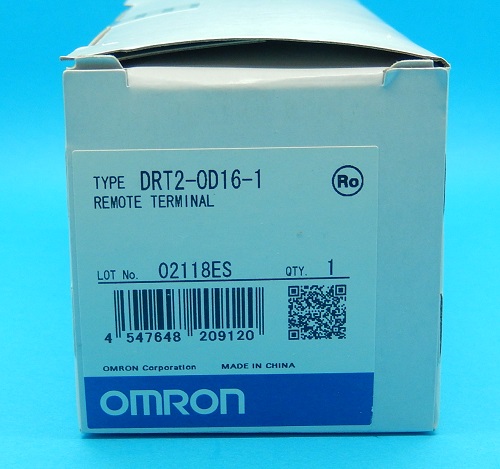 TYPE DRT2-OD16-1 Ro
REMOTE TERMINAL
LOT No. 02118ES QTY. 1
4 547648 209120
OMRON Corporation MADE IN CHINA
OMRON